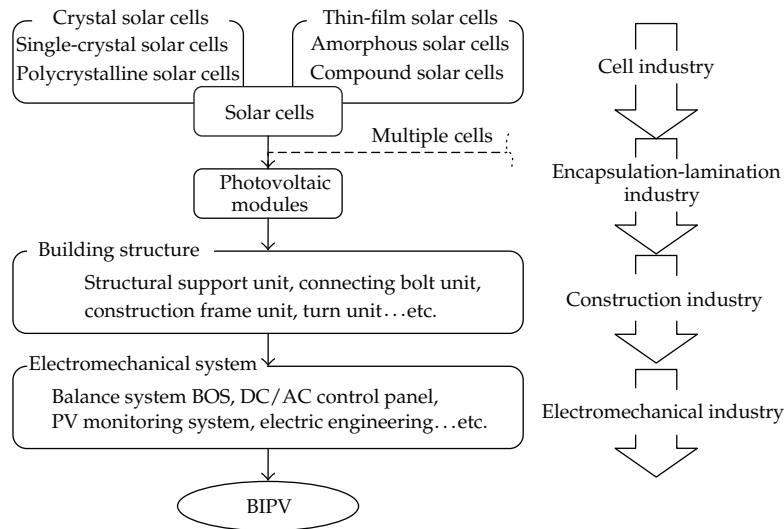 Crystal solar cells
Single-crystal solar cells
Polycrystalline solar cells
Thin-film solar cells
Amorphous solar cells
Compound solar cells
Solar cells
Multiple cells
Photovoltaic
modules
Building structure
Structural support unit, connecting bolt unit,
construction frame unit, turn unit...etc.
Electromechanical system
Balance system BOS, DC/AC control panel,
PV monitoring system, electric engineering...etc.
BIPV
Cell industry
Encapsulation-lamination
industry
Construction industry
Electromechanical industry